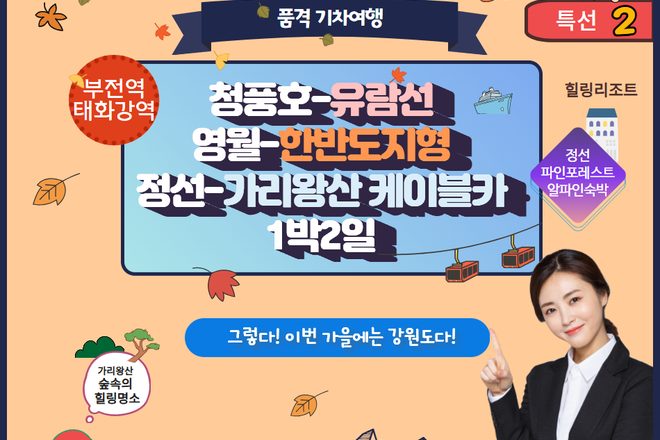 품격 기차여행
특선 2
부전역
태화강역
청풍호-유람선
영월-한반도지형
정선-가리왕산 케이블카
1박2일
힐링리조트
정선
파인포레스트
알파인숙박
그렇다! 이번 가을에는 강원도다!
가리왕산
숲속의
힐링명소